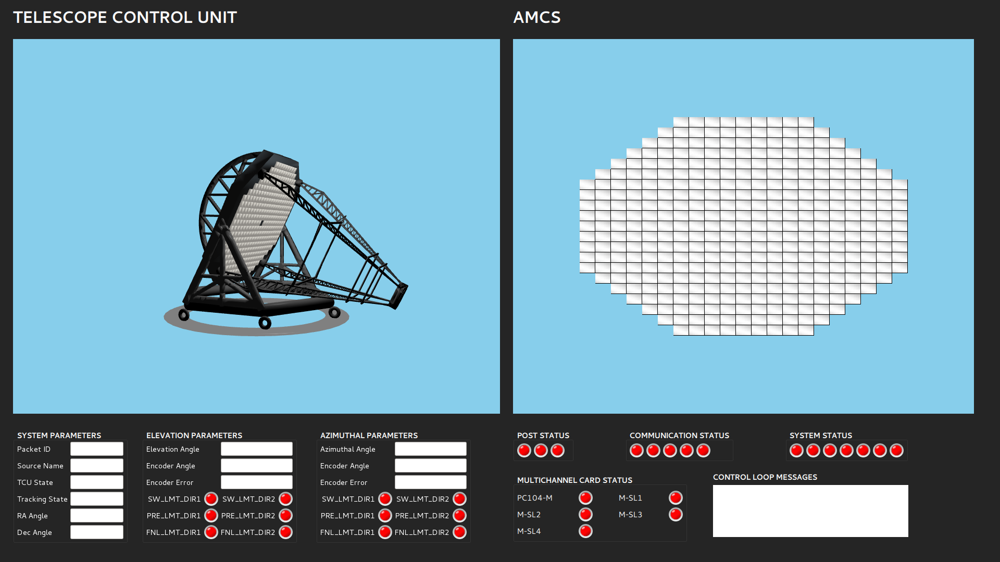 TELESCOPE CONTROL UNIT
AMCS
SYSTEM PARAMETERS
Packet ID
Source Name
TCU State
Tracking State
RA Angle
Dec Angle
ELEVATION PARAMETERS
Elevation Angle
Encoder Angle
Encoder Error
SW_LMT_DIR1 SW_LMT_DIR2
PRE_LMT_DIR1 PRE_LMT_DIR2
FNL_LMT_DIR1 FNL_LMT_DIR2
AZIMUTHAL PARAMETERS
Azimuthal Angle
Encoder Angle
Encoder Error
SW_LMT_DIR1 SW_LMT_DIR2
PRE_LMT_DIR1 PRE_LMT_DIR2
FNL_LMT_DIR1 FNL_LMT_DIR2
POST STATUS
COMMUNICATION STATUS
SYSTEM STATUS
MULTICHANNEL CARD STATUS
PC104-M M-SL1
M-SL2 M-SL3
M-SL4
CONTROL LOOP MESSAGES